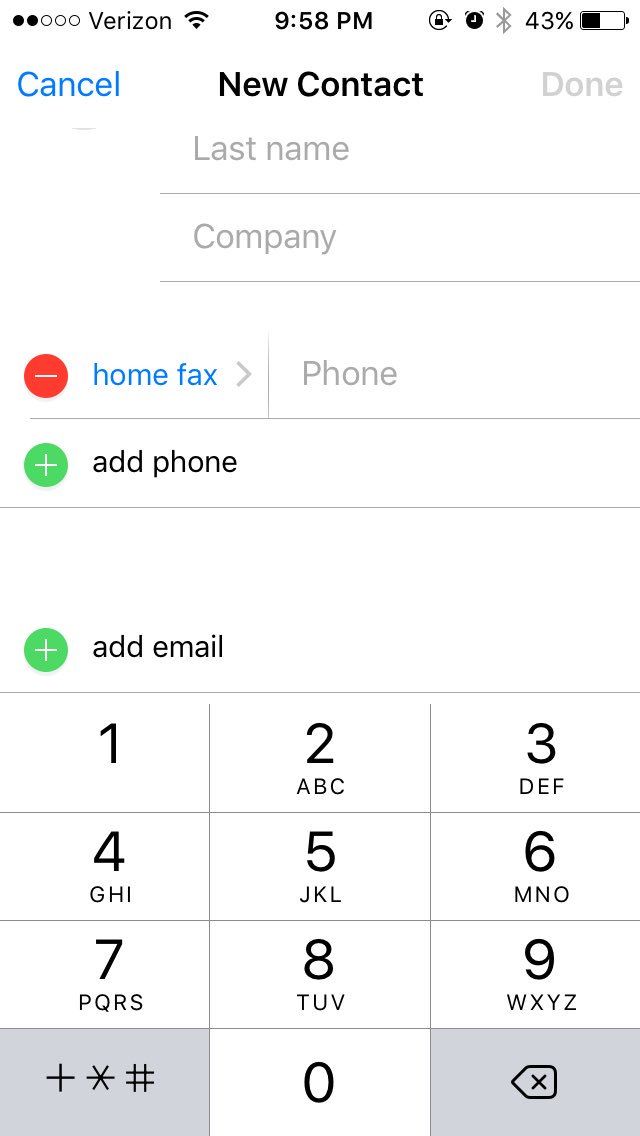 Verizon 9:58 PM 43%
Cancel New Contact Done
Last name
Company
home fax Phone
add phone
add email
1 2 3
ABC DEF
4 5 6
GHI JKL MNO
7 8 9
PQRS TUV WXYZ
+*# 0